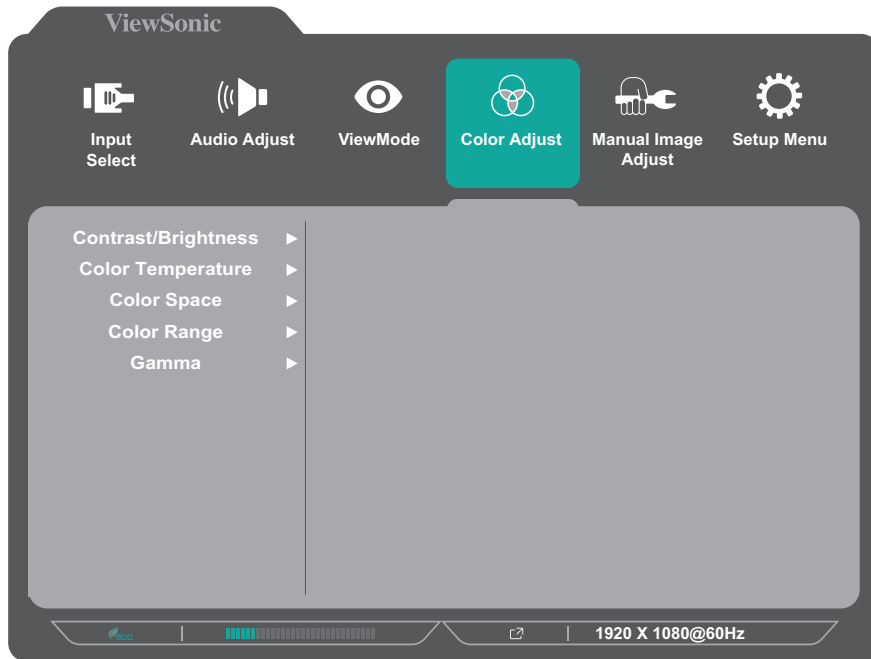 ViewSonic
Input
Select
Audio Adjust
ViewMode
Color Adjust
Manual Image
Adjust
Setup Menu
Contrast/Brightness
Color Temperature
Color Space
Color Range
Gamma
eco
1920 X 1080@60Hz